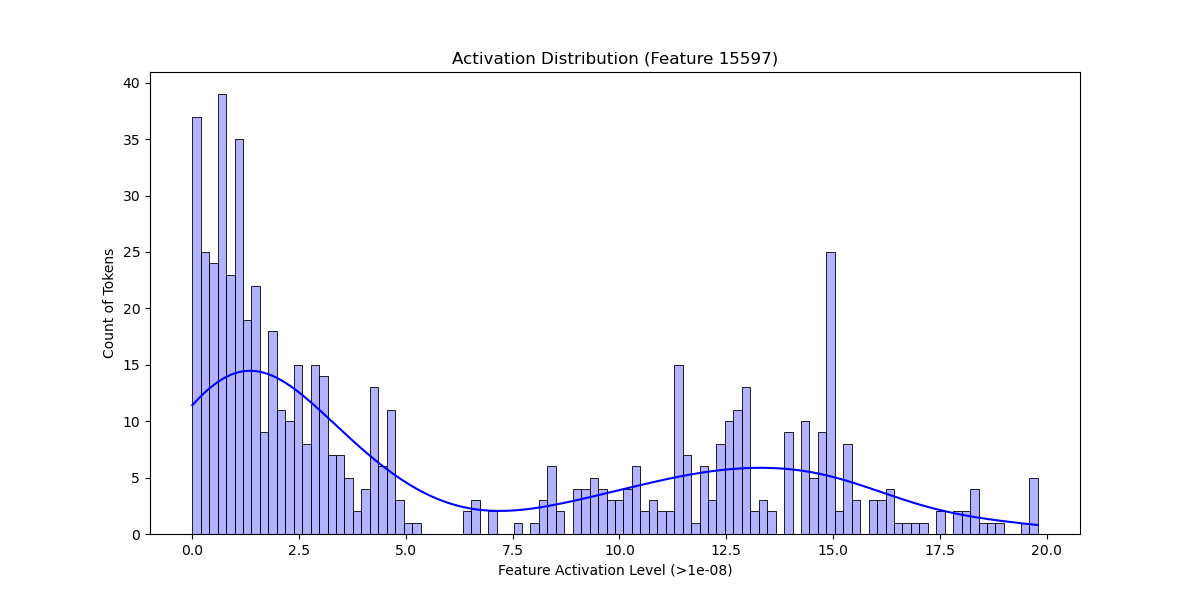 Activation Distribution (Feature 15597)
40
35
30
25
20
15
10
5
0
Count of Tokens
0.0 2.5 5.0 7.5 10.0 12.5 15.0 17.5 20.0
Feature Activation Level (>1e-08)